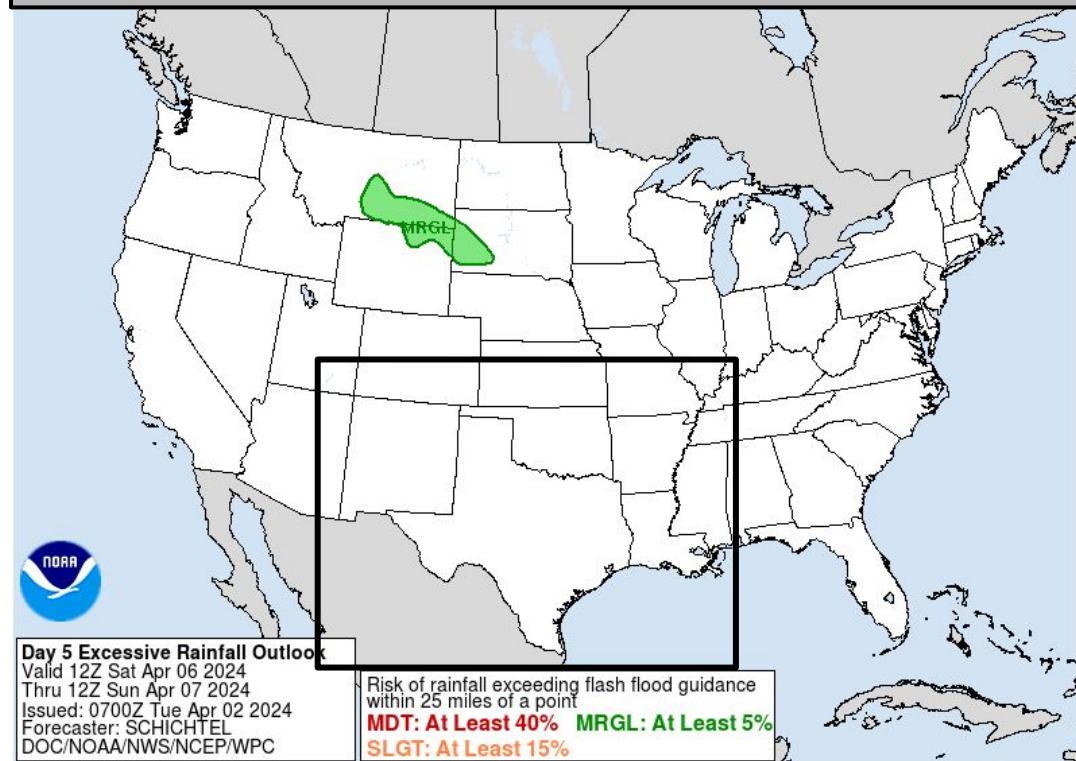 MRGL
NOAA
Day 5 Excessive Rainfall Outlook
Valid 12Z Sat Apr 06 2024
Thru 12Z Sun Apr 07 2024
Issued: 0700Z Tue Apr 02 2024
Forecaster: SCHICHTEL
DOC/NOAA/NWS/NCEP/WPC
Risk of rainfall exceeding flash flood guidance
within 25 miles of a point
MDT: At Least 40% MRGL: At Least 5%
SLGT: At Least 15%